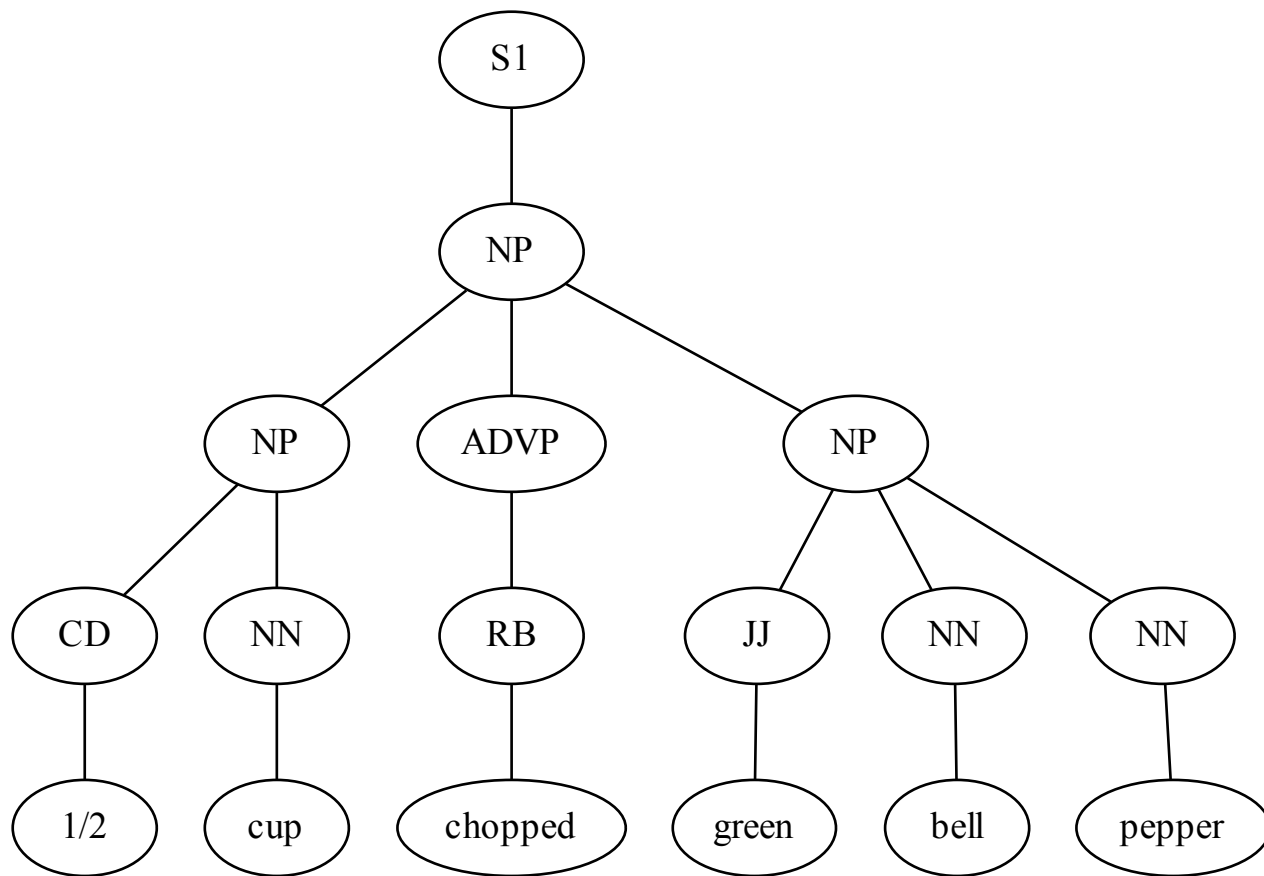 S1
NP
NP ADVP NP
CD NN RB JJ NN NN
1/2 cup chopped green bell pepper